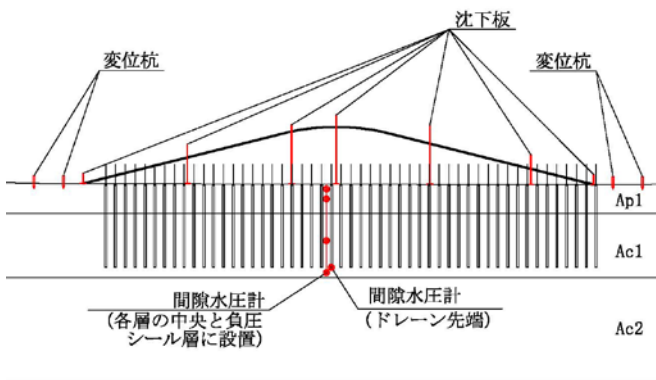 沈下板
変位杭
変位杭
Ap1
Ac1
間隙水圧計
(各層の中央と負圧
シール層に設置)
間隙水圧計
(ドレーン先端)
Ac2